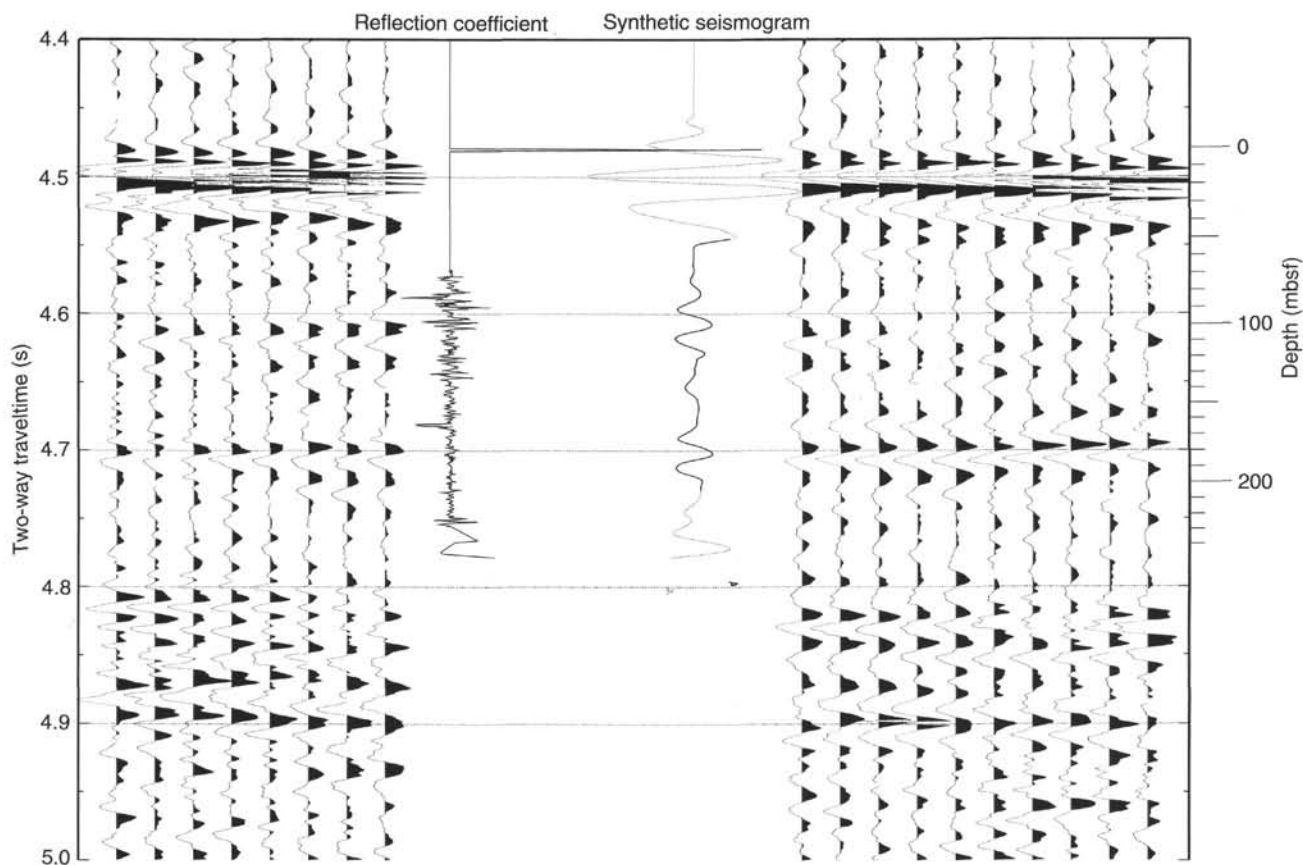 Reflection coefficient
Synthetic seismogram
4.4
4.5
4.6
4.7
4.8
4.9
5.0
Two-way traveltime (s)
0
100
200
Depth (mbsf)